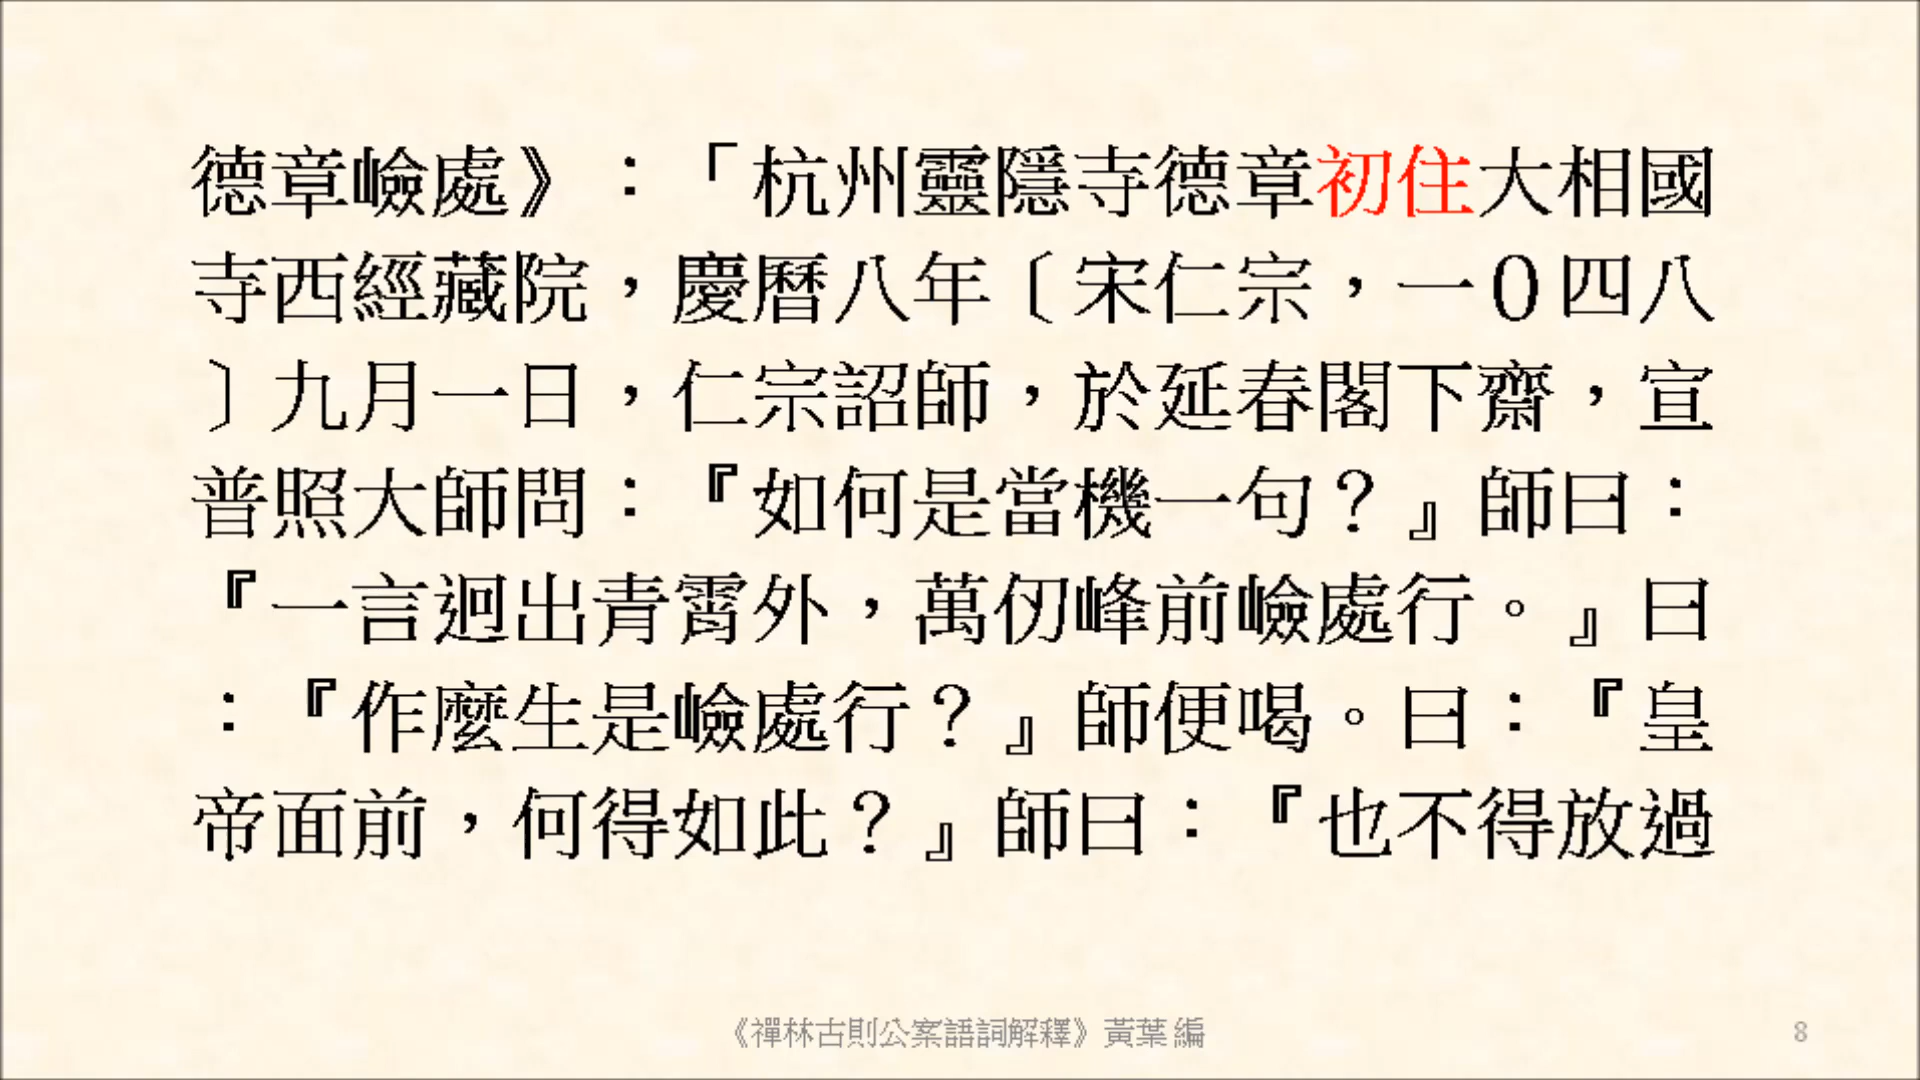 德章嶮處》：「杭州靈隱寺德章初住大相國
寺西經藏院，慶曆八年〔宋仁宗，一０四八
〕九月一日，仁宗詔師，於延春閣下齋，宣
普照大師問：『如何是當機一句？』師曰：
『一言迥出青霄外，萬仞峰前嶮處行。』曰
：『作麼生是嶮處行？』師便喝。曰：『皇
帝面前，何得如此？』師曰：『也不得放過
《禪林古則公案語詞解釋》黃葉 編
8